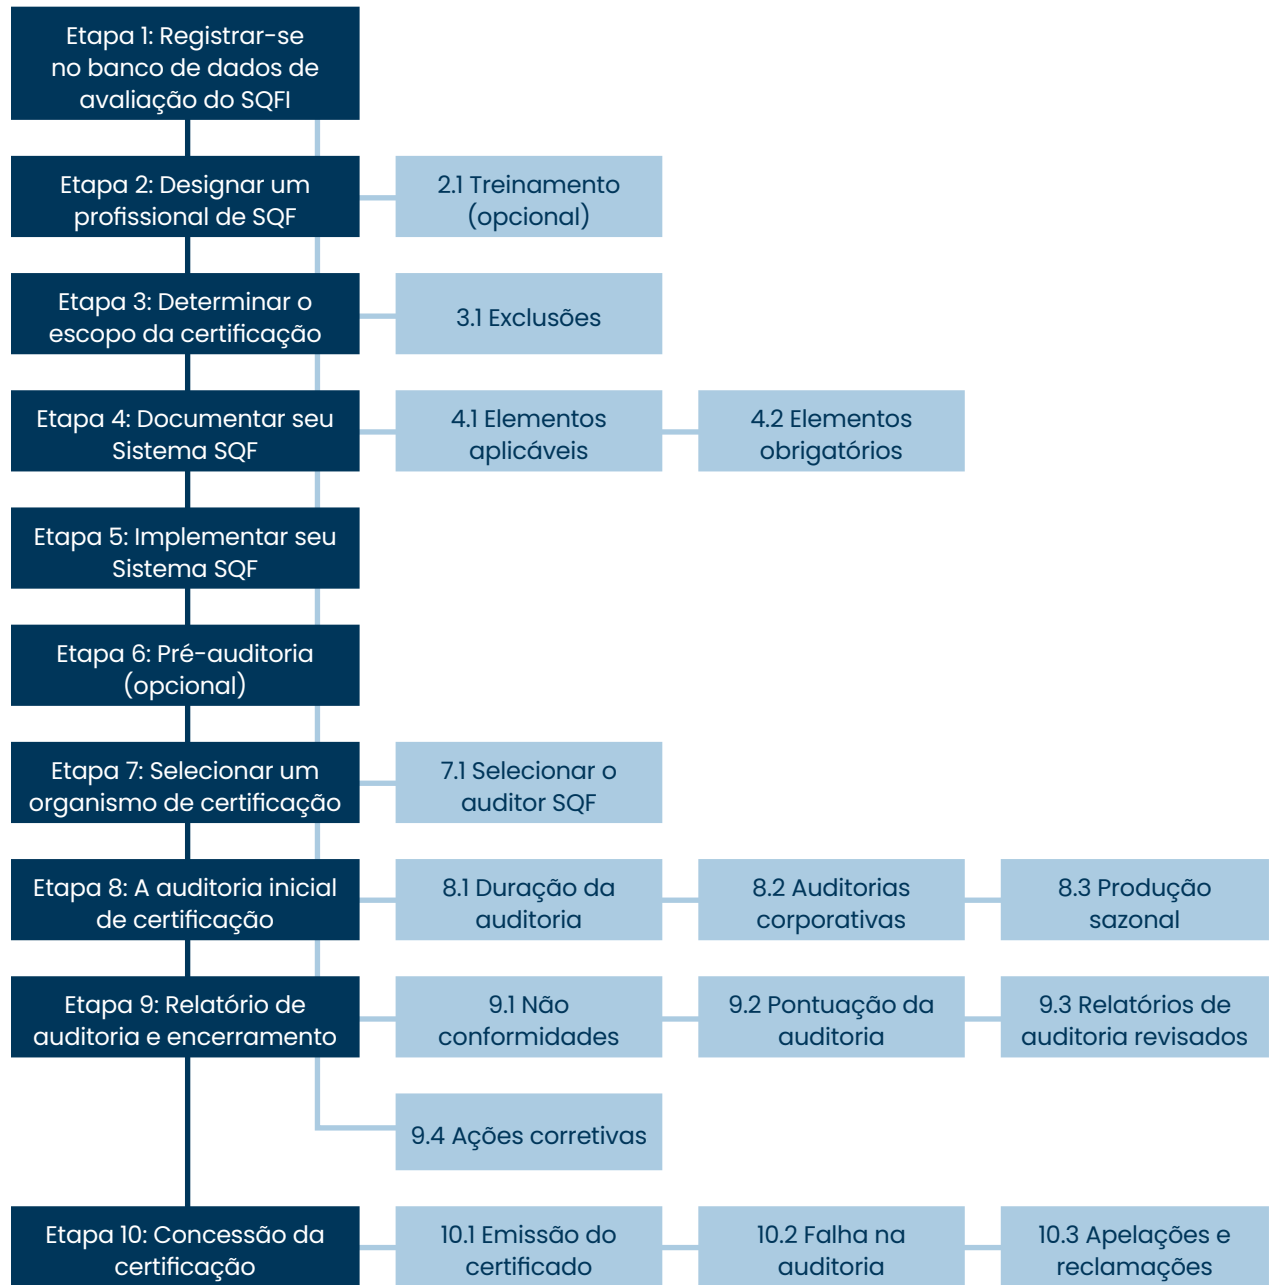 Etapa 1: Registrar-se
no banco de dados de
avaliação do SQFI
Etapa 2: Designar um
profissional de SQF
2.1 Treinamento
(opcional)
Etapa 3: Determinar o
escopo da certificação
3.1 Exclusões
Etapa 4: Documentar seu
Sistema SQF
4.1 Elementos
aplicáveis
4.2 Elementos
obrigatórios
Etapa 5: Implementar seu
Sistema SQF
Etapa 6: Pré-auditoria
(opcional)
Etapa 7: Selecionar um
organismo de certificação
7.1 Selecionar o
auditor SQF
Etapa 8: A auditoria inicial
de certificação
8.1 Duração da
auditoria
8.2 Auditorias
corporativas
8.3 Produção
sazonal
Etapa 9: Relatório de
auditoria e encerramento
9.1 Não
conformidades
9.2 Pontuação da
auditoria
9.3 Relatórios de
auditoria revisados
9.4 Ações corretivas
Etapa 10: Concessão da
certificação
10.1 Emissão do
certificado
10.2 Falha na
auditoria
10.3 Apelações e
reclamações